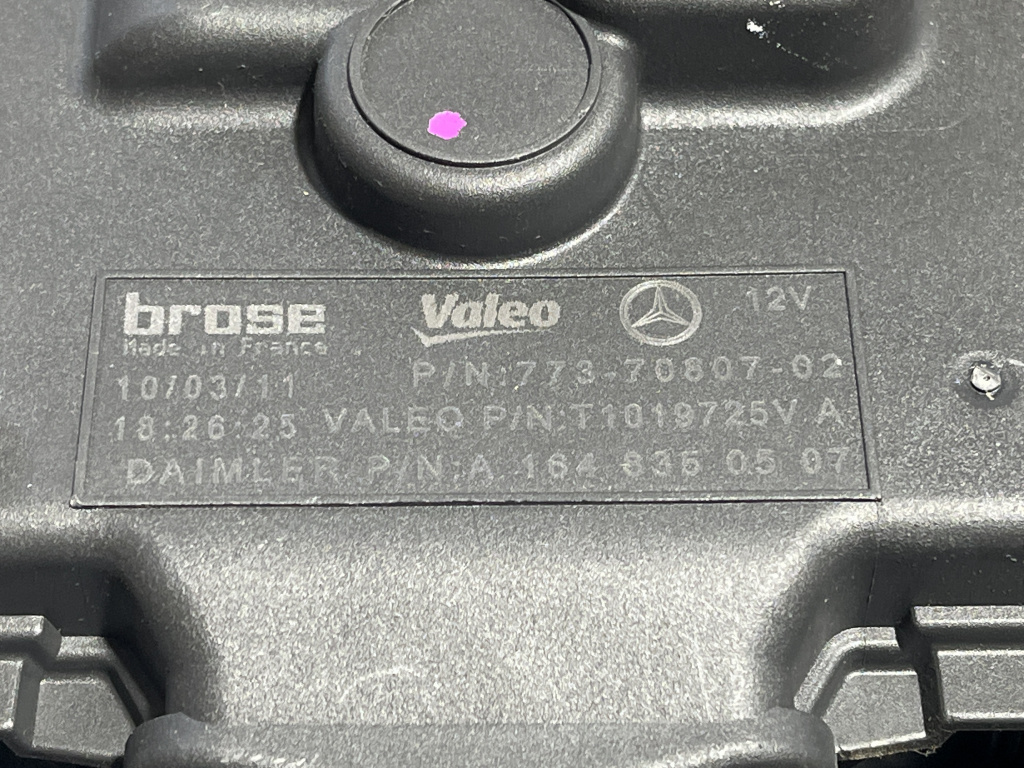 brose Valeo 12V
Made in France
10/03/11 P/N:773-70807-02
18:26:25 VALEO P/N:T1019725V A
DAIMLER P/N:A 164 835 05 07